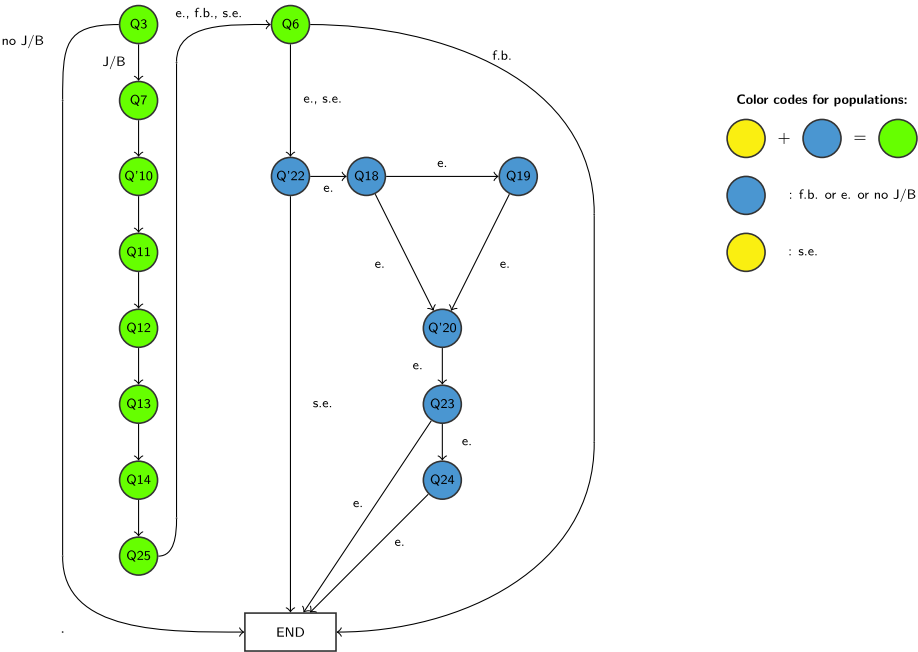 Q3
e., f.b., s.e.
Q6
no J/B
J/B
f.b.
Q7
e., s.e.
Color codes for populations:
+
=
Q'10
Q'22
e.
Q18
e.
Q19
: f.b. or e. or no J/B
Q11
e.
e.
: s.e.
Q12
Q'20
e.
Q13
s.e.
Q23
e.
Q14
Q24
e.
e.
Q25
END
.